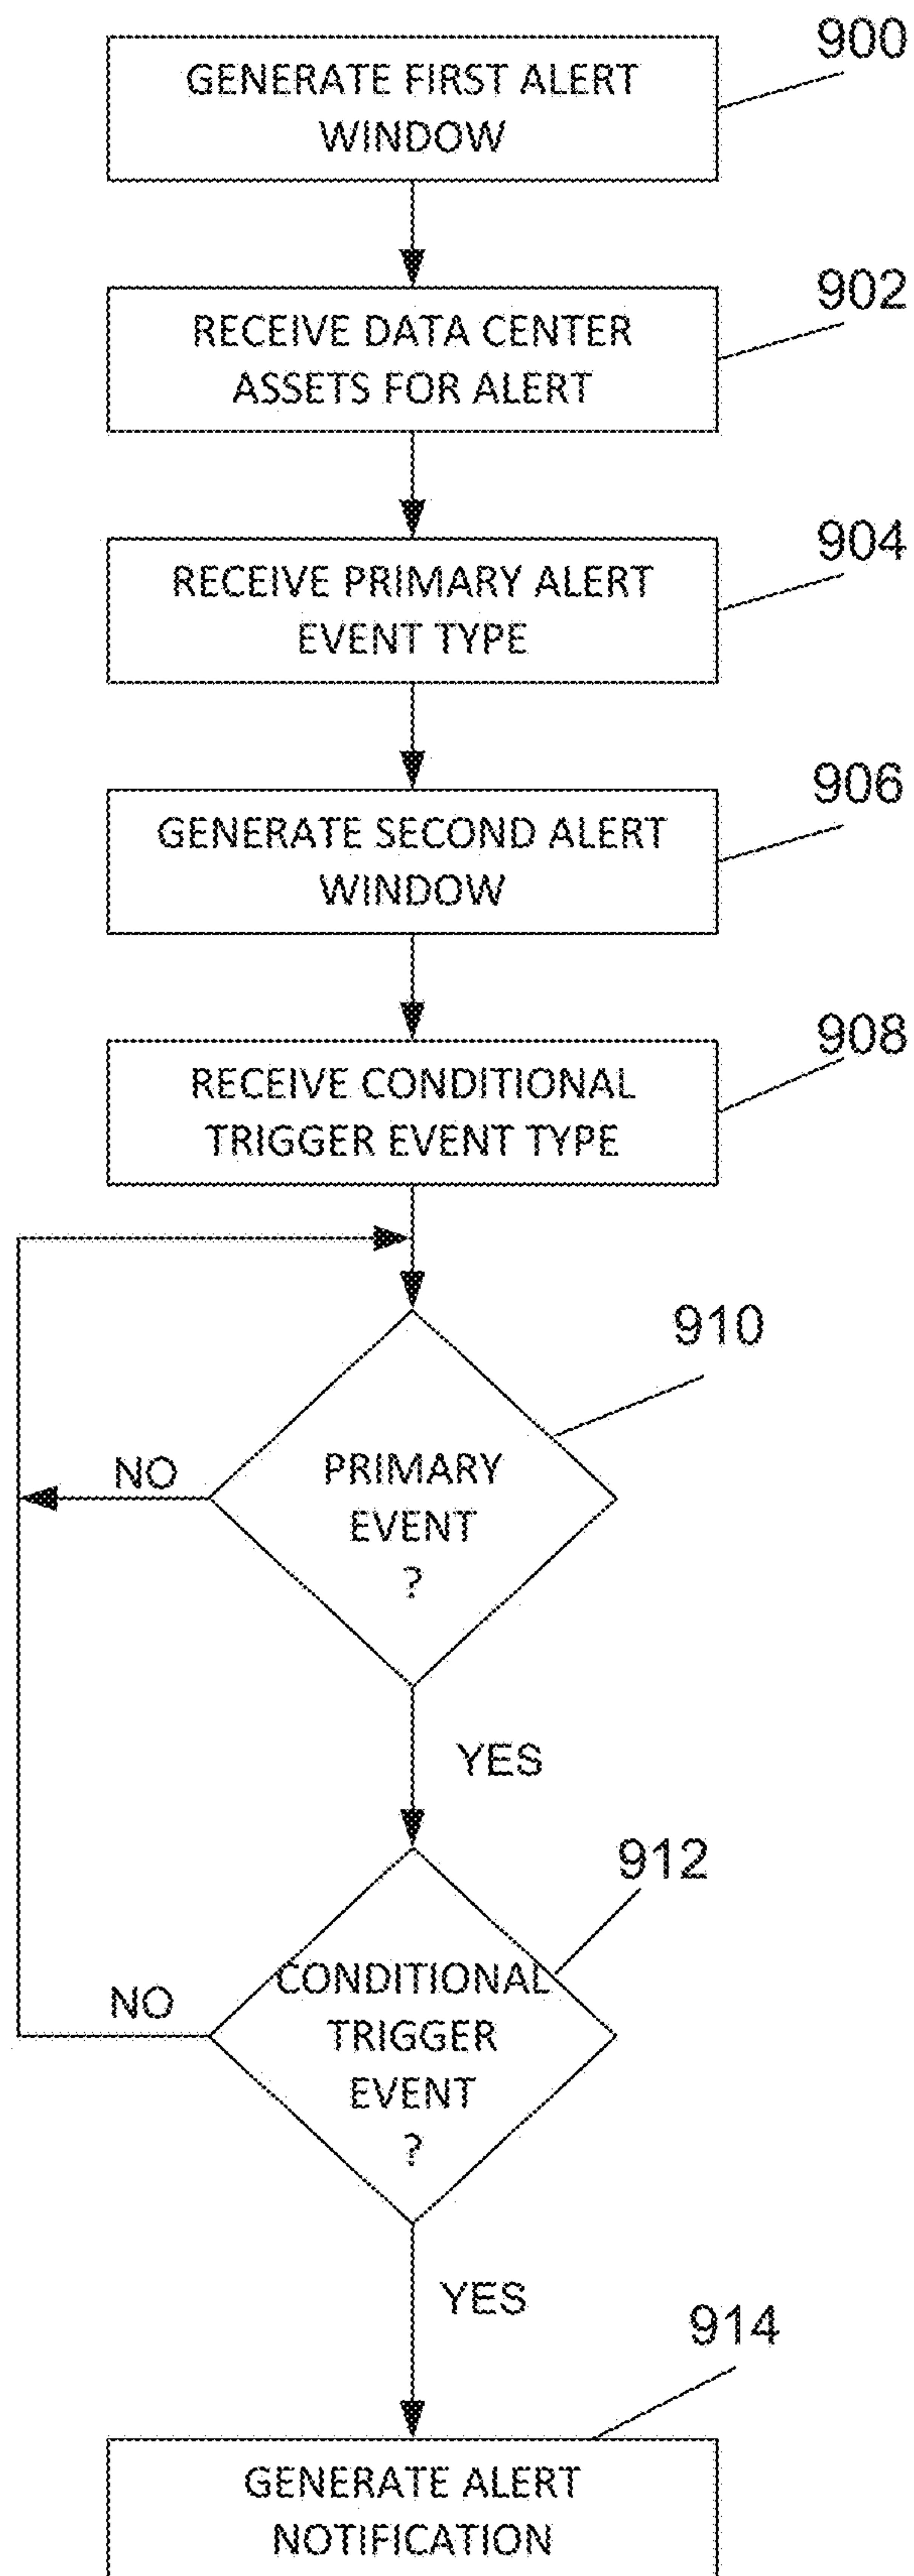 900
GENERATE FIRST ALERT
WINDOW
902
RECEIVE DATA CENTER
ASSETS FOR ALERT
904
RECEIVE PRIMARY ALERT
EVENT TYPE
906
GENERATE SECOND ALERT
WINDOW
908
RECEIVE CONDITIONAL
TRIGGER EVENT TYPE
910
NO
PRIMARY
EVENT
?
YES
912
NO
CONDITIONAL
TRIGGER
EVENT
?
YES
914
GENERATE ALERT
NOTIFICATION